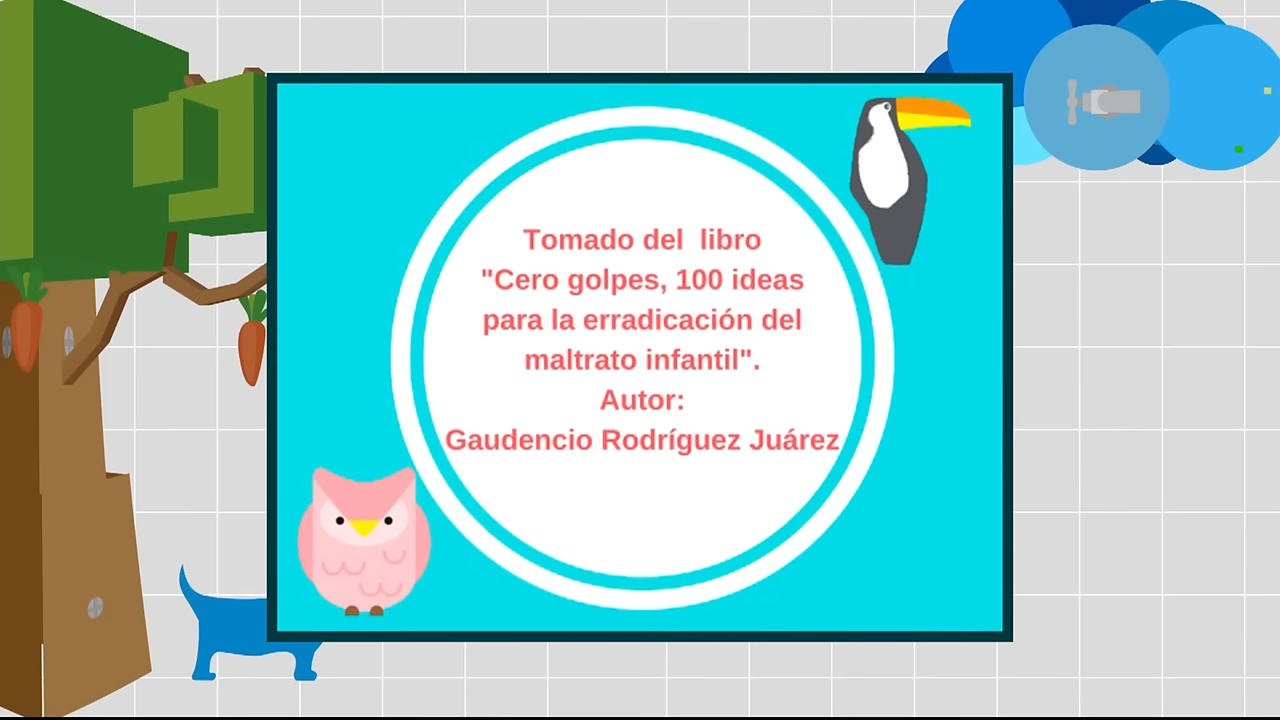 Tomado del libro
"Cero golpes, 100 ideas
para la erradicación del
maltrato infantil".
Autor:
Gaudencio Rodríguez Juárez